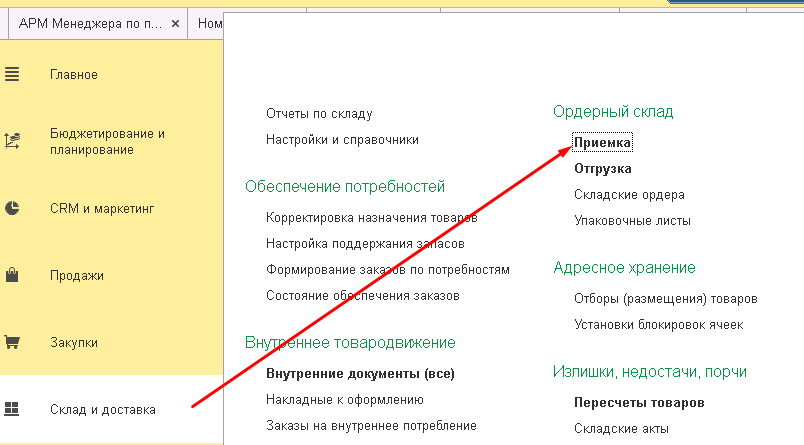 АРМ Менеджера по п... ×
Ном
Главное
Бюджетирование и
планирование
CRM и маркетинг
Продажи
Закупки
Склад и доставка
Отчеты по складу
Настройки и справочники
Обеспечение потребностей
Корректировка назначения товаров
Настройка поддержания запасов
Формирование заказов по потребностям
Состояние обеспечения заказов
Внутреннее товародвижение
Внутренние документы (все)
Накладные к оформлению
Заказы на внутреннее потребление
Ордерный склад
Приемка
Отгрузка
Складские ордера
Упаковочные листы
Адресное хранение
Отборы (размещения) товаров
Установки блокировок ячеек
Излишки, недостачи, порчи
Пересчеты товаров
Складские акты